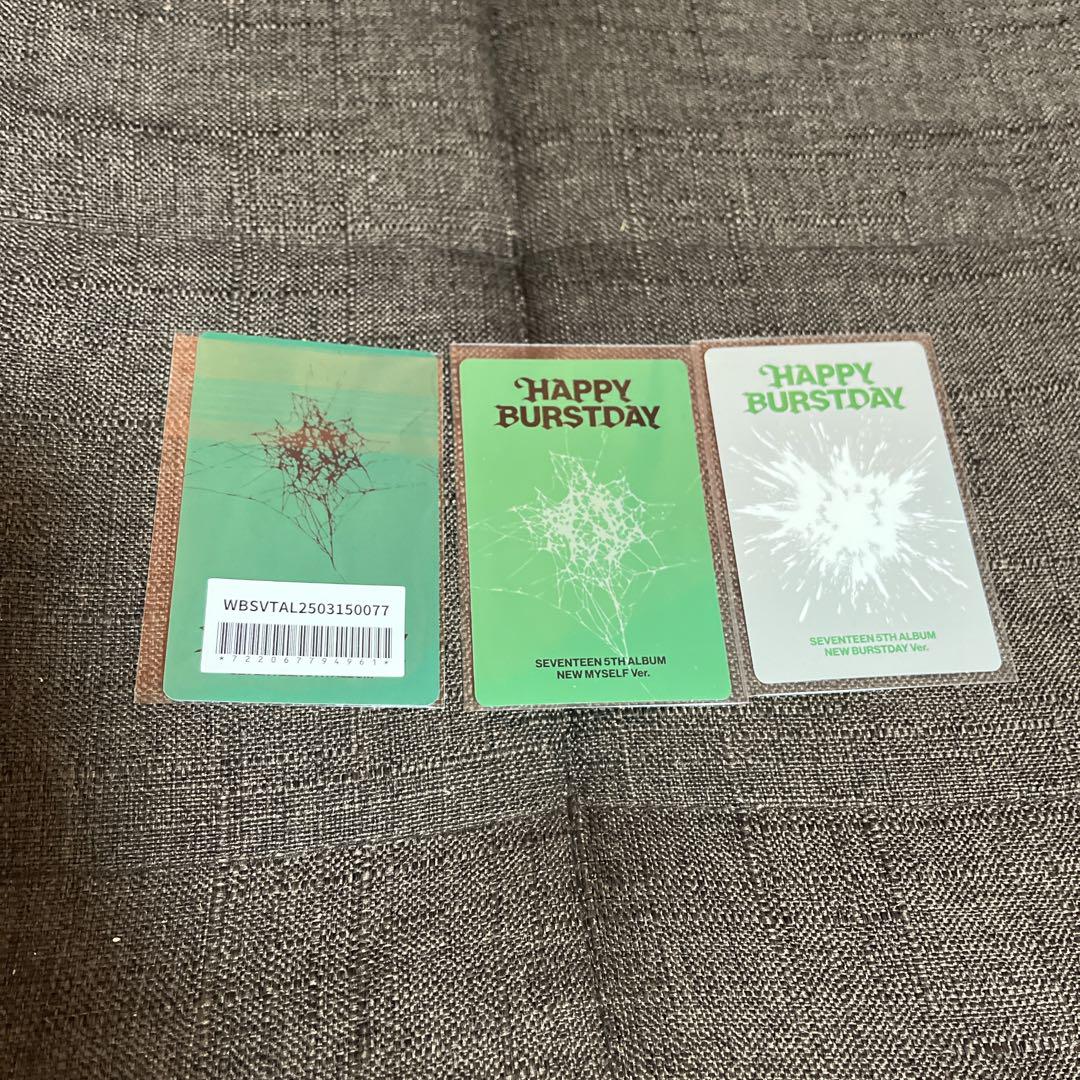 WBSVTAL2503150077
*722067794961*
HAPPY
BURSTDAY
SEVENTEEN 5TH ALBUM
NEW MYSELF Ver.
HAPPY
BURSTDAY
SEVENTEEN 5TH ALBUM
NEW BURSTDAY Ver.